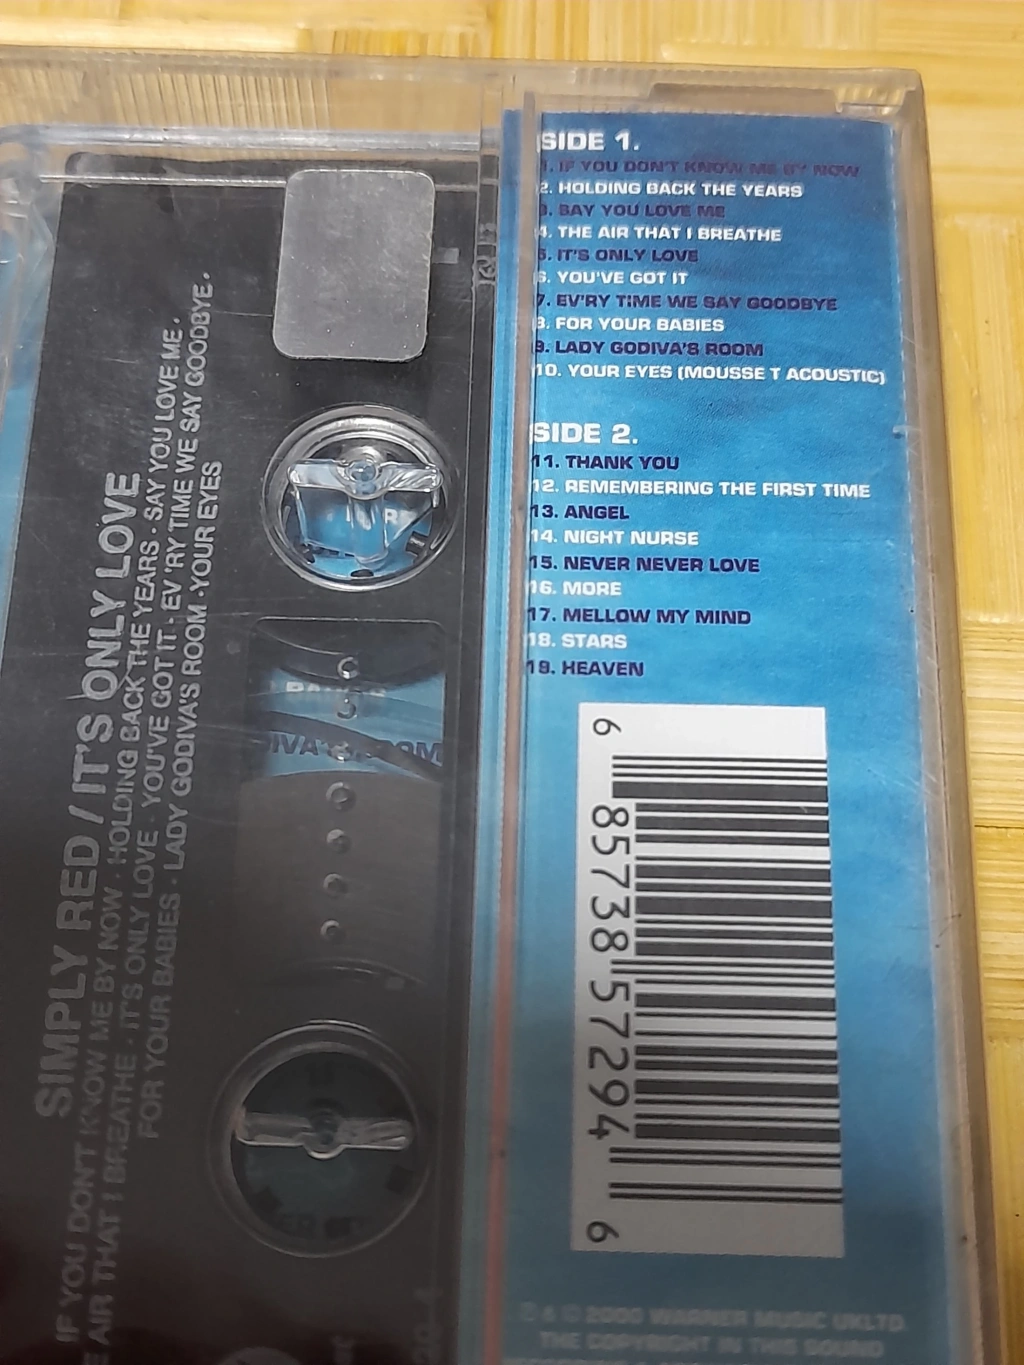 SIDE 1.
1. IF YOU DON'T KNOW ME BY NOW
2. HOLDING BACK THE YEARS
3. SAY YOU LOVE ME
4. THE AIR THAT I BREATHE
5. IT'S ONLY LOVE
6. YOU'VE GOT IT
7. EV'RY TIME WE SAY GOODBYE
8. FOR YOUR BABIES
9. LADY GODIVA'S ROOM
10. YOUR EYES (MOUSSE T ACOUSTIC)
SIDE 2.
11. THANK YOU
12. REMEMBERING THE FIRST TIME
13. ANGEL
14. NIGHT NURSE
15. NEVER NEVER LOVE
16. MORE
17. MELLOW MY MIND
18. STARS
19. HEAVEN
6 85738 57294 6
℗ & © 2000 WARNER MUSIC UK LTD.
THE COPYRIGHT IN THIS SOUND
SIMPLY RED / IT'S ONLY LOVE
IF YOU DON'T KNOW ME BY NOW · HOLDING BACK THE YEARS · SAY YOU LOVE ME ·
AIR THAT I BREATHE · IT'S ONLY LOVE · YOU'VE GOT IT · EV 'RY TIME WE SAY GOODBYE ·
FOR YOUR BABIES · LADY GODIVA'S ROOM · YOUR EYES